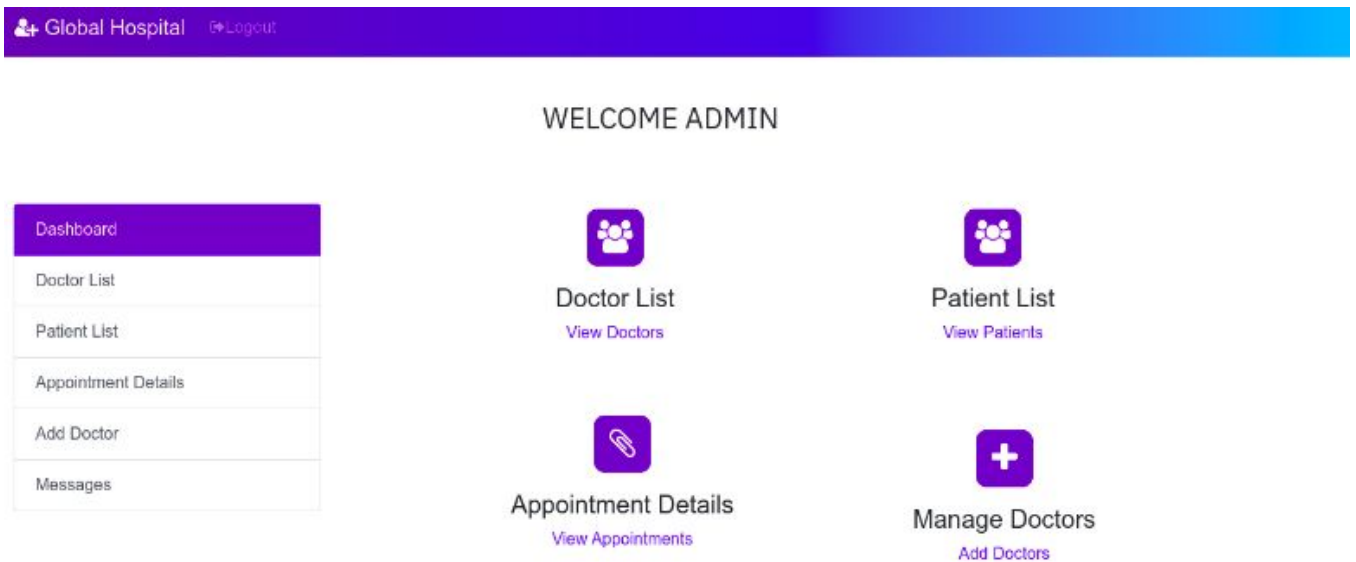 Global Hospital Logout
WELCOME ADMIN
Dashboard
Doctor List
Patient List
Appointment Details
Add Doctor
Messages
Doctor List
View Doctors
Patient List
View Patients
Appointment Details
View Appointments
Manage Doctors
Add Doctors